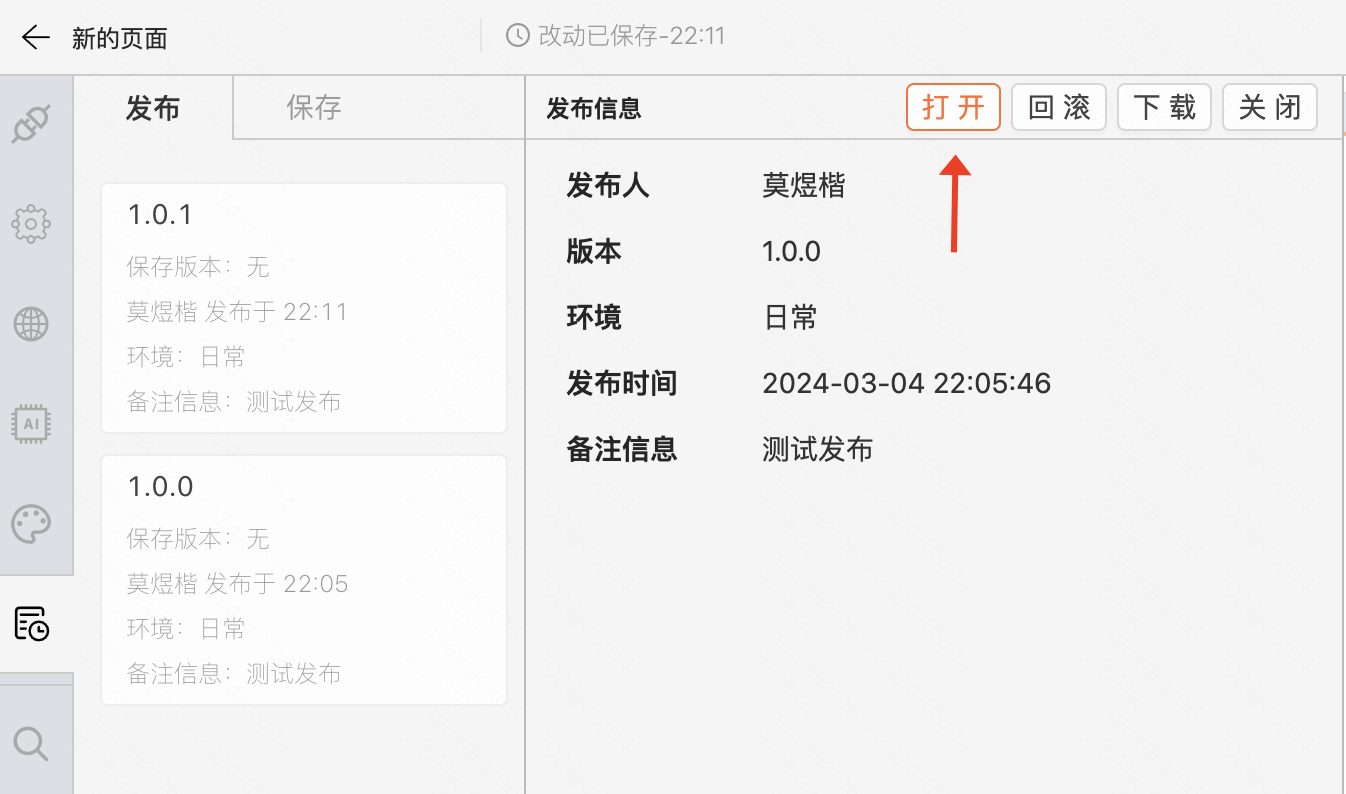 新的页面
改动已保存-22:11
发布
保存
1.0.1
保存版本：无
莫煜楷 发布于 22:11
环境：日常
备注信息：测试发布
1.0.0
保存版本：无
莫煜楷 发布于 22:05
环境：日常
备注信息：测试发布
AI
发布信息
打开
回滚
下载
关闭
发布人 莫煜楷
版本 1.0.0
环境 日常
发布时间 2024-03-04 22:05:46
备注信息 测试发布